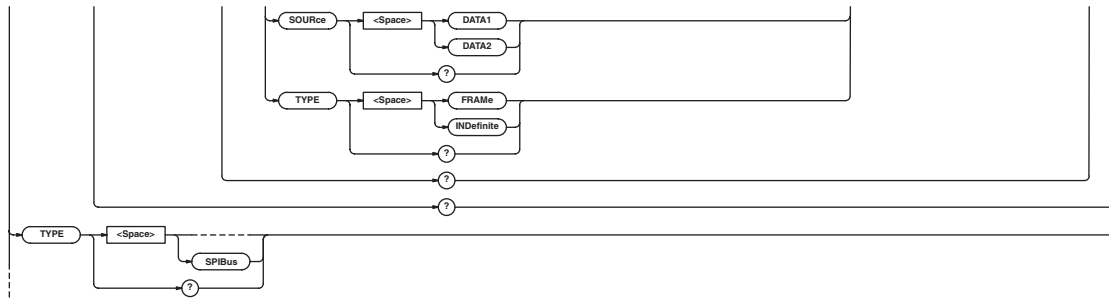 SOURce <Space> DATA1
DATA2
?
TYPE <Space> FRAMe
INDefinite
?
?
?
TYPE <Space>
SPIBus
?